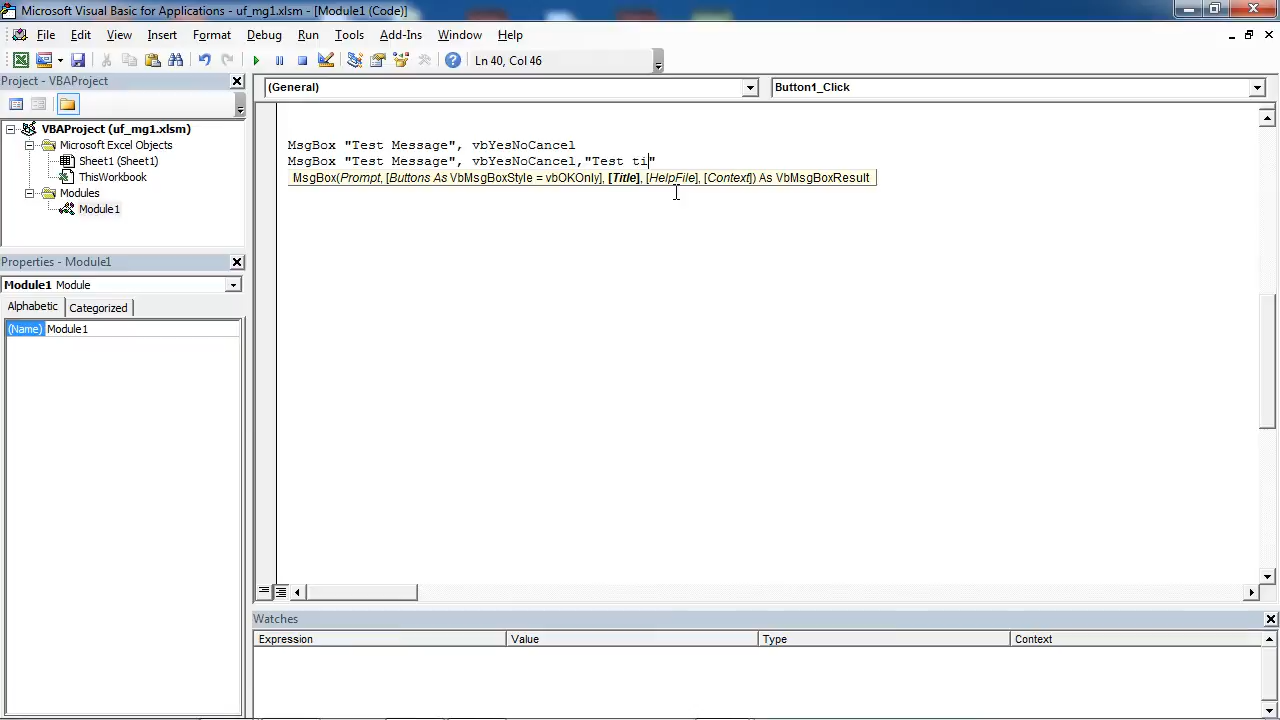 Microsoft Visual Basic for Applications - uf_mg1.xlsm - [Module1 (Code)]
File Edit View Insert Format Debug Run Tools Add-Ins Window Help
Ln 40, Col 46
Project - VBAProject
(General)
Button1_Click
VBAProject (uf_mg1.xlsm)
Microsoft Excel Objects
Sheet1 (Sheet1)
ThisWorkbook
Modules
Module1
MsgBox "Test Message", vbYesNoCancel
MsgBox "Test Message", vbYesNoCancel,"Test ti"
MsgBox(Prompt, [Buttons As VbMsgBoxStyle = vbOKOnly], [Title], [HelpFile], [Context]) As VbMsgBoxResult
Properties - Module1
Module1 Module
Alphabetic Categorized
(Name) Module1
Watches
Expression Value Type Context